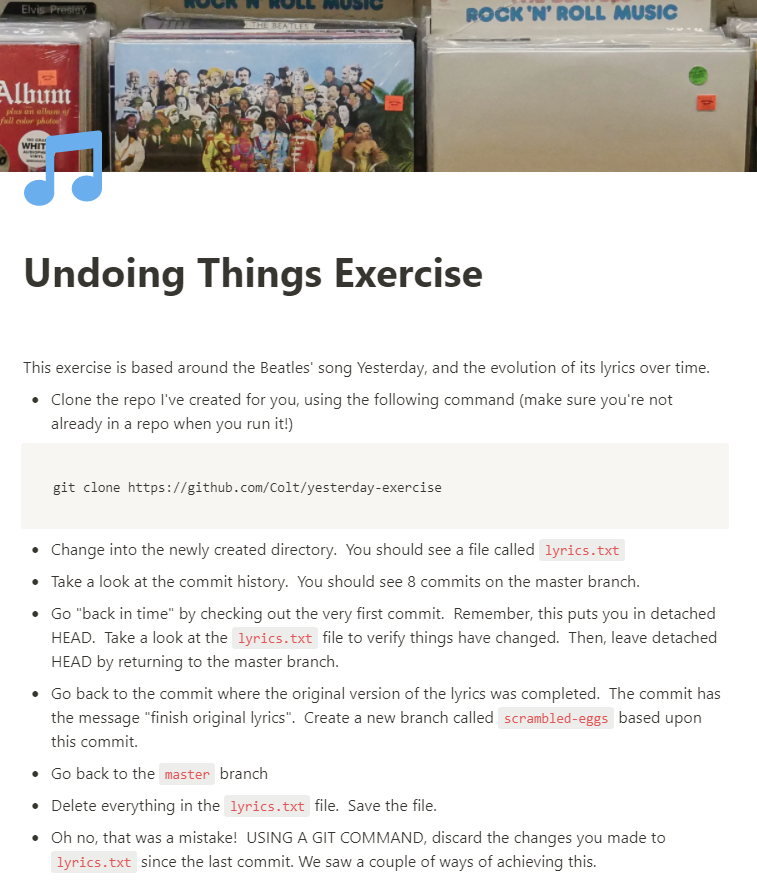 Elvis Presley
ROCK 'N' ROLL MUSIC
THE BEATLES
ROCK 'N' ROLL MUSIC
Album
plus an album of
full color photos!
WHIT
VINYL
Undoing Things Exercise
This exercise is based around the Beatles' song Yesterday, and the evolution of its lyrics over time.
• Clone the repo I've created for you, using the following command (make sure you're not
already in a repo when you run it!)
git clone https://github.com/Colt/yesterday-exercise
• Change into the newly created directory. You should see a file called lyrics.txt
• Take a look at the commit history. You should see 8 commits on the master branch.
• Go "back in time" by checking out the very first commit. Remember, this puts you in detached
HEAD. Take a look at the lyrics.txt file to verify things have changed. Then, leave detached
HEAD by returning to the master branch.
• Go back to the commit where the original version of the lyrics was completed. The commit has
the message "finish original lyrics". Create a new branch called scrambled-eggs based upon
this commit.
• Go back to the master branch
• Delete everything in the lyrics.txt file. Save the file.
• Oh no, that was a mistake! USING A GIT COMMAND, discard the changes you made to
lyrics.txt since the last commit. We saw a couple of ways of achieving this.